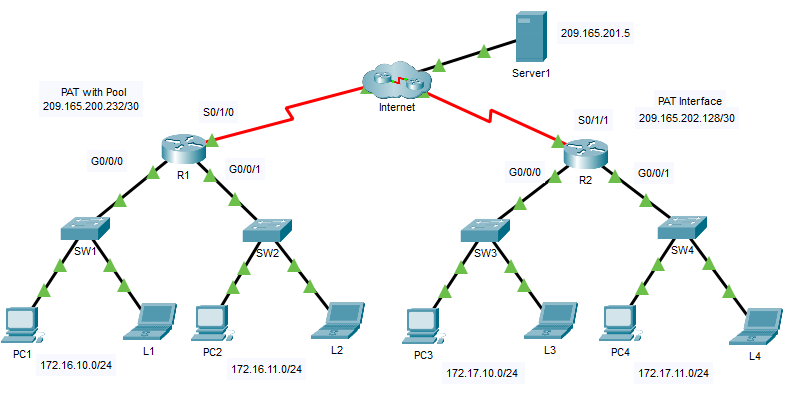 209.165.201.5
Server1
PAT with Pool
209.165.200.232/30
Internet
PAT Interface
209.165.202.128/30
S0/1/0
S0/1/1
R1
R2
G0/0/0
G0/0/1
G0/0/0
G0/0/1
SW1
SW2
SW3
SW4
PC1
L1
PC2
L2
PC3
L3
PC4
L4
172.16.10.0/24
172.16.11.0/24
172.17.10.0/24
172.17.11.0/24